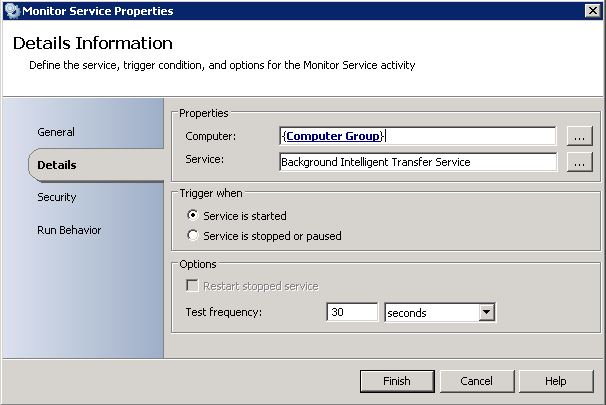 Monitor Service Properties
Details Information
Define the service, trigger condition, and options for the Monitor Service activity
General
Details
Security
Run Behavior
Properties
Computer: {Computer Group} ...
Service: Background Intelligent Transfer Service ...
Trigger when
Service is started
Service is stopped or paused
Options
Restart stopped service
Test frequency: 30 seconds
Finish Cancel Help